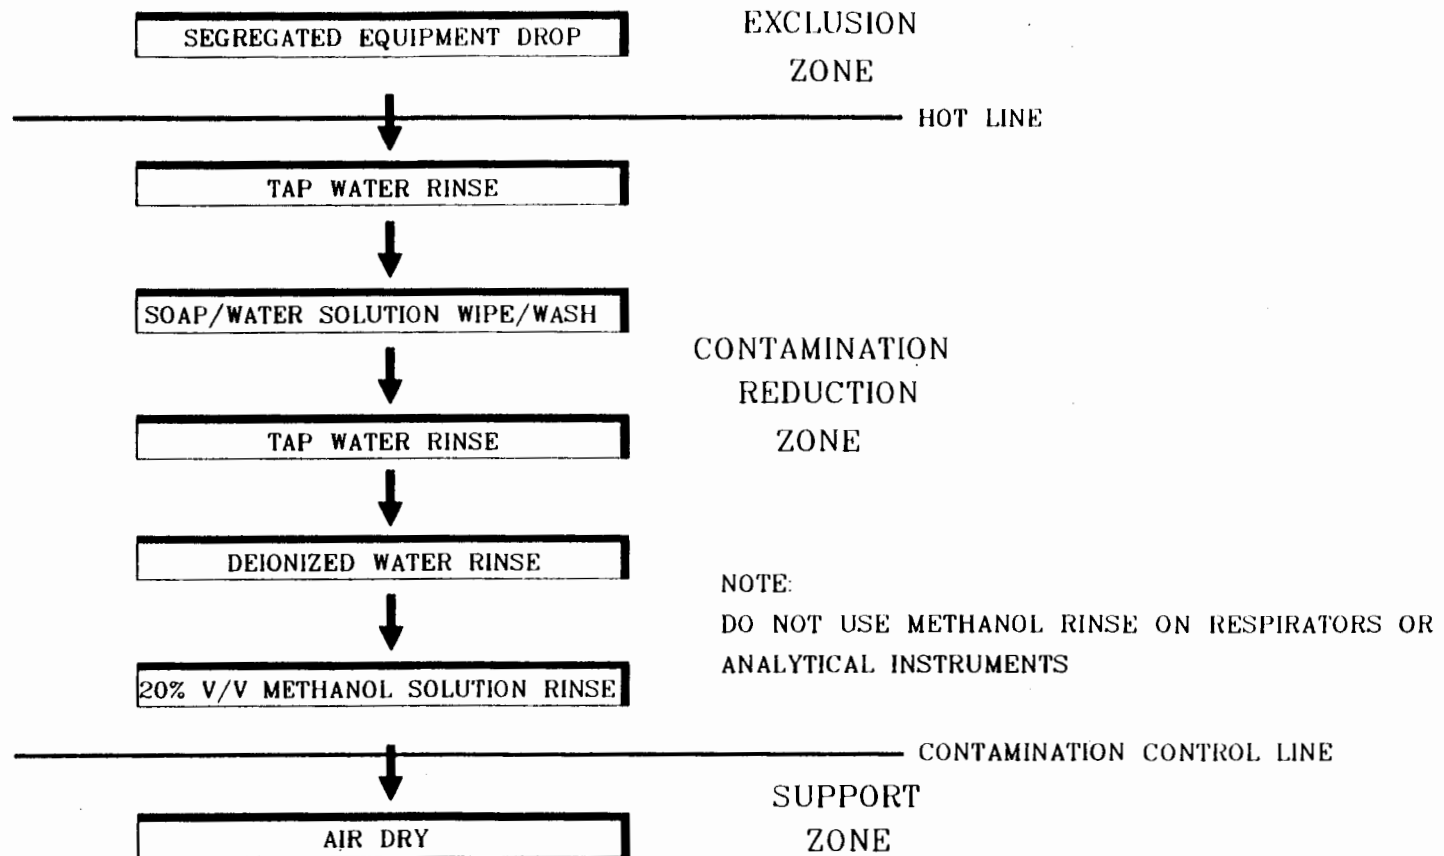 SEGREGATED EQUIPMENT DROP
EXCLUSION
ZONE
HOT LINE
TAP WATER RINSE
SOAP/WATER SOLUTION WIPE/WASH
CONTAMINATION
REDUCTION
ZONE
TAP WATER RINSE
DEIONIZED WATER RINSE
NOTE:
DO NOT USE METHANOL RINSE ON RESPIRATORS OR
ANALYTICAL INSTRUMENTS
20% V/V METHANOL SOLUTION RINSE
CONTAMINATION CONTROL LINE
SUPPORT
ZONE
AIR DRY